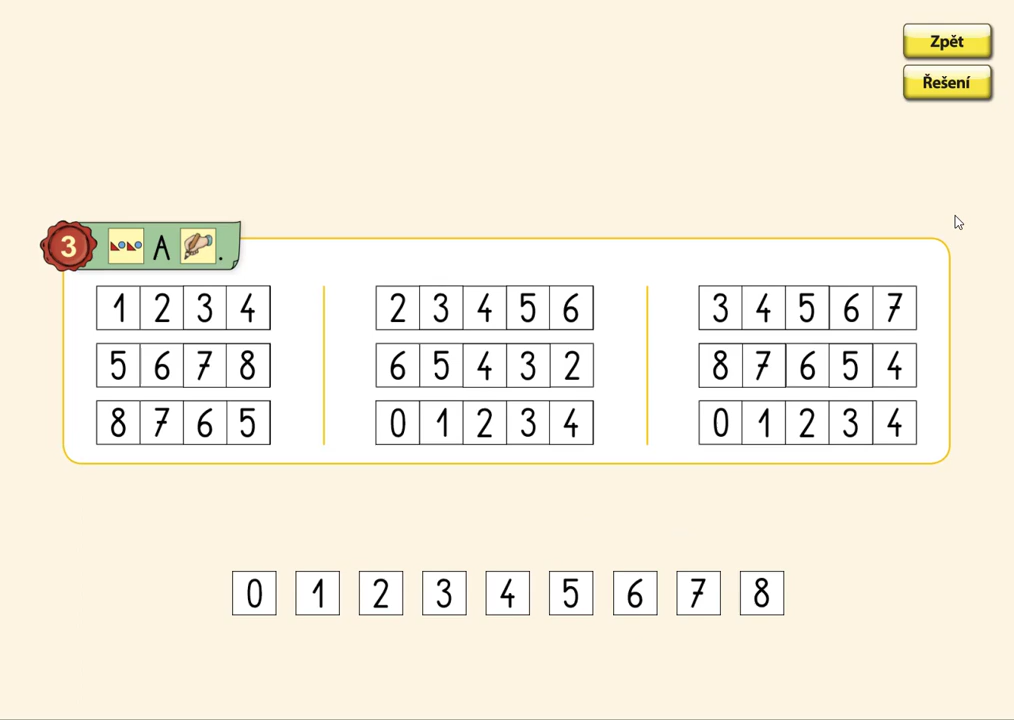 Zpět
Řešení
3 A .
1 2 3 4
5 6 7 8
8 7 6 5
2 3 4 5 6
6 5 4 3 2
0 1 2 3 4
3 4 5 6 7
8 7 6 5 4
0 1 2 3 4
0 1 2 3 4 5 6 7 8